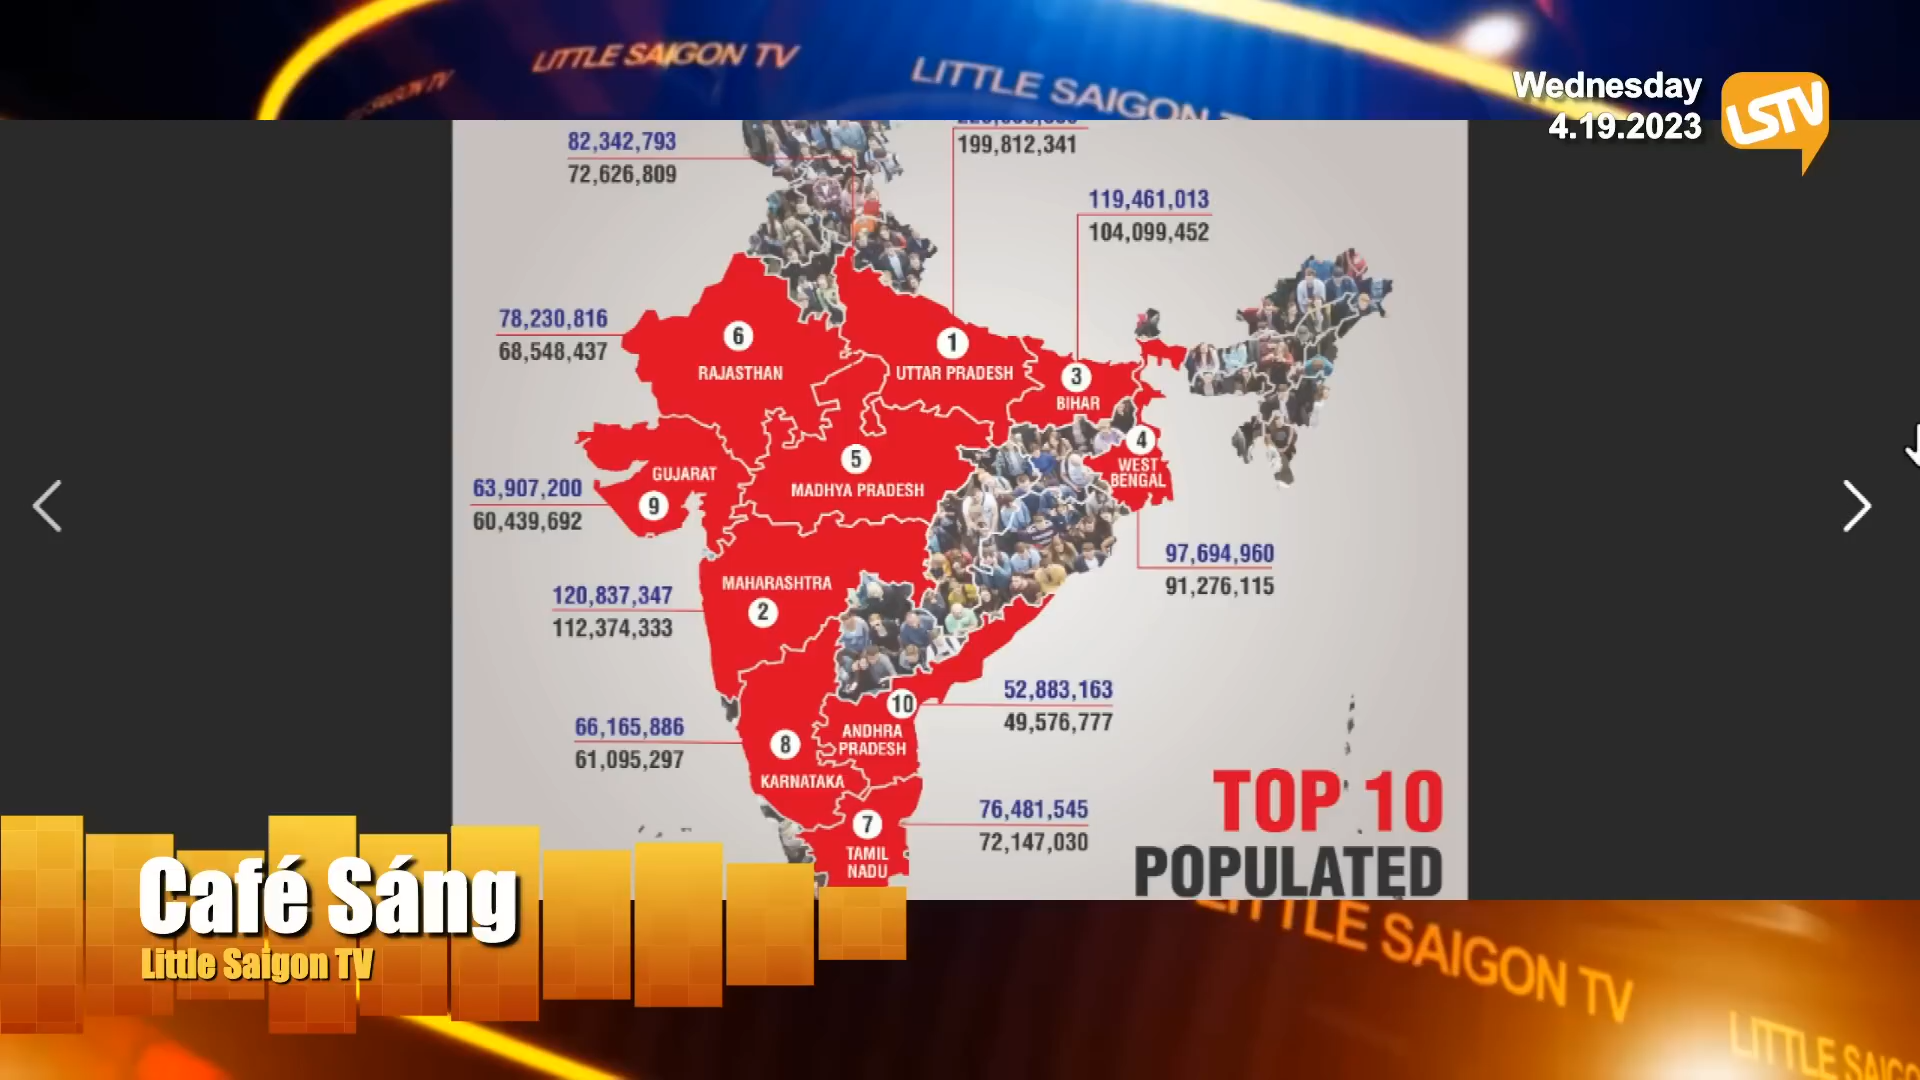 LITTLE SAIGON TV
LITTLE SAIGON T
Wednesday
4.19.2023
LSTV
82,342,793
72,626,809
199,812,341
119,461,013
104,099,452
78,230,816
68,548,437
6
RAJASTHAN
1
UTTAR PRADESH
3
BIHAR
4
WEST
BENGAL
5
MADHYA PRADESH
GUJARAT
9
63,907,200
60,439,692
97,694,960
91,276,115
MAHARASHTRA
2
120,837,347
112,374,333
52,883,163
49,576,777
10
ANDHRA
PRADESH
66,165,886
61,095,297
8
KARNATAKA
76,481,545
72,147,030
7
TAMIL
NADU
TOP 10
POPULATED
Café Sáng
Little Saigon TV
LITTLE SAIGON TV
LITTLE SAIGO